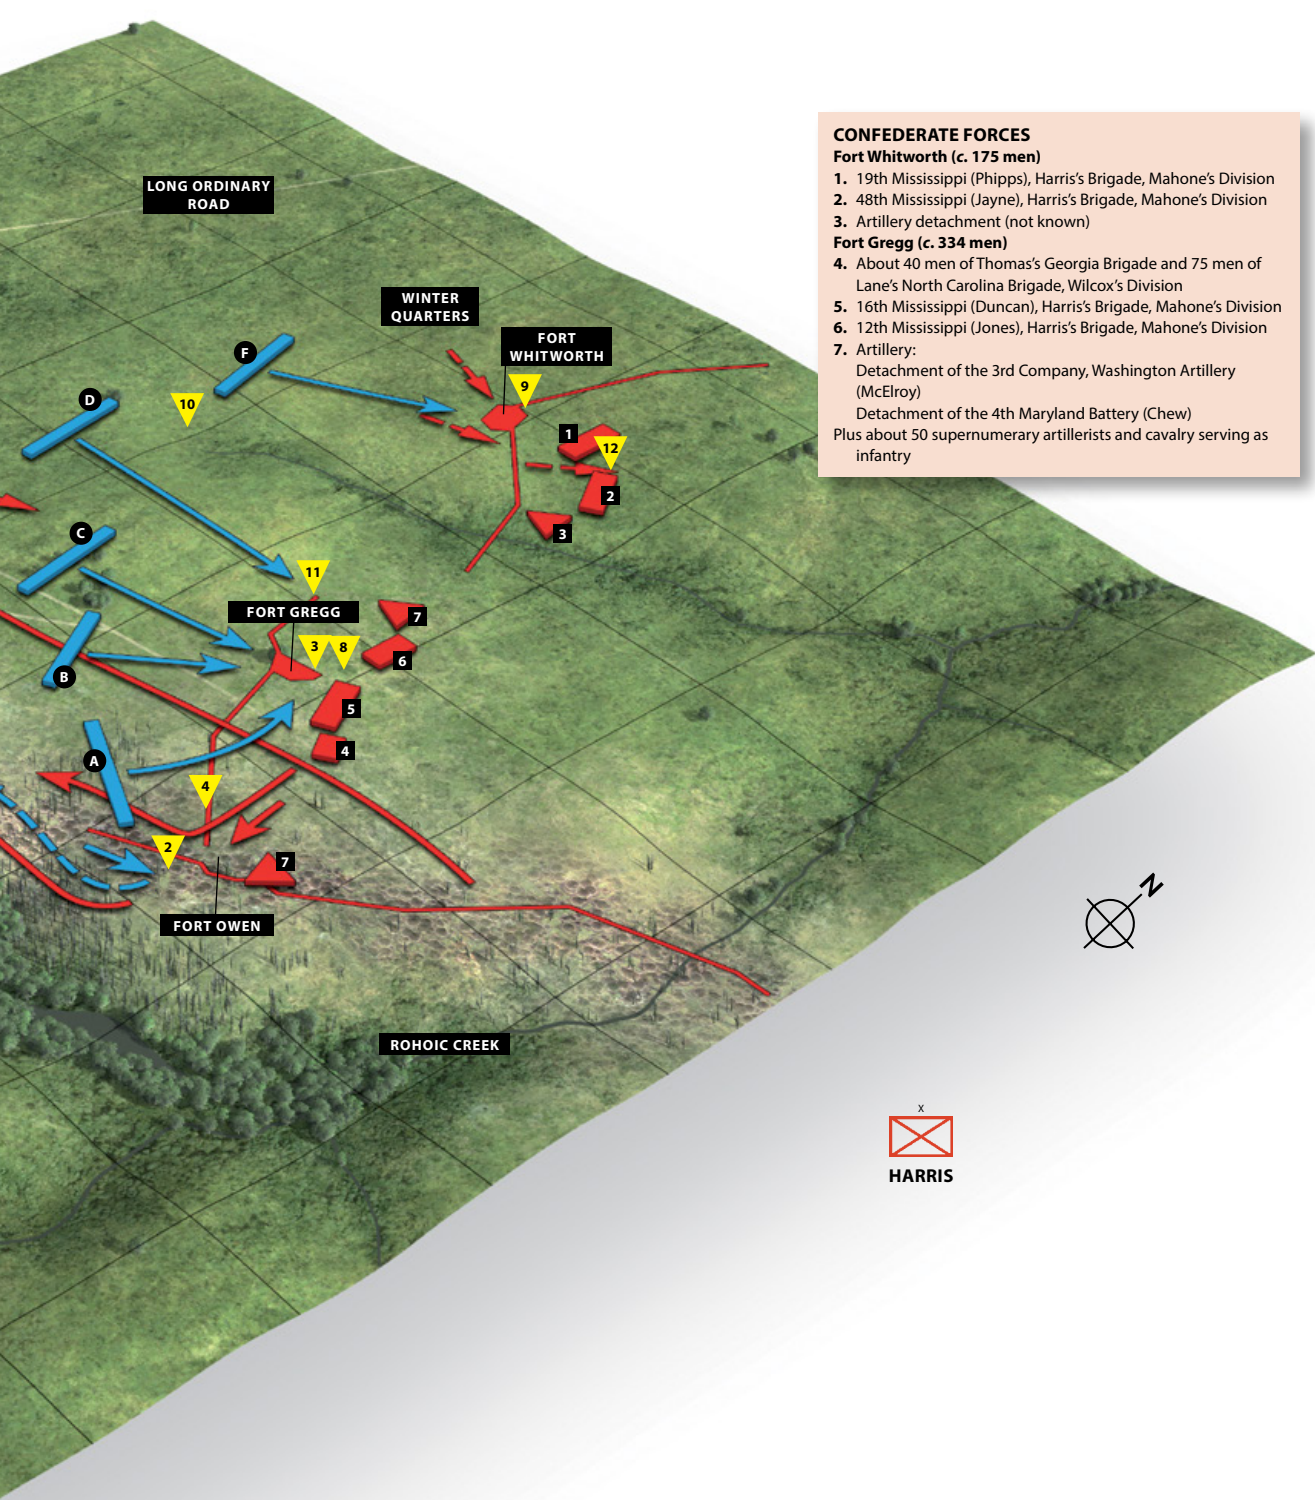 CONFEDERATE FORCES
Fort Whitworth (c. 175 men)
1. 19th Mississippi (Phipps), Harris's Brigade, Mahone's Division
2. 48th Mississippi (Jayne), Harris's Brigade, Mahone's Division
3. Artillery detachment (not known)
Fort Gregg (c. 334 men)
4. About 40 men of Thomas's Georgia Brigade and 75 men of
Lane's North Carolina Brigade, Wilcox's Division
5. 16th Mississippi (Duncan), Harris's Brigade, Mahone's Division
6. 12th Mississippi (Jones), Harris's Brigade, Mahone's Division
7. Artillery:
Detachment of the 3rd Company, Washington Artillery
(McElroy)
Detachment of the 4th Maryland Battery (Chew)
Plus about 50 supernumerary artillerists and cavalry serving as
infantry
LONG ORDINARY
ROAD
WINTER
QUARTERS
FORT
WHITWORTH
F
9
D
10
1
12
2
C
3
11
FORT GREGG
7
3
8
6
B
5
4
A
4
2
7
FORT OWEN
N
ROHOIC CREEK
X
HARRIS